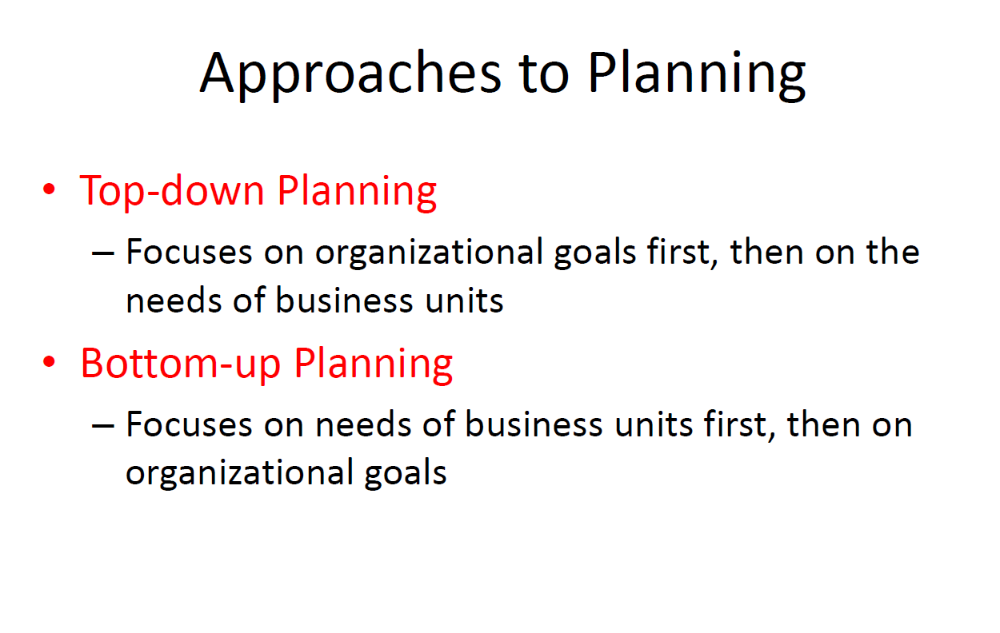 Approaches to Planning
• Top-down Planning
– Focuses on organizational goals first, then on the
needs of business units
• Bottom-up Planning
– Focuses on needs of business units first, then on
organizational goals